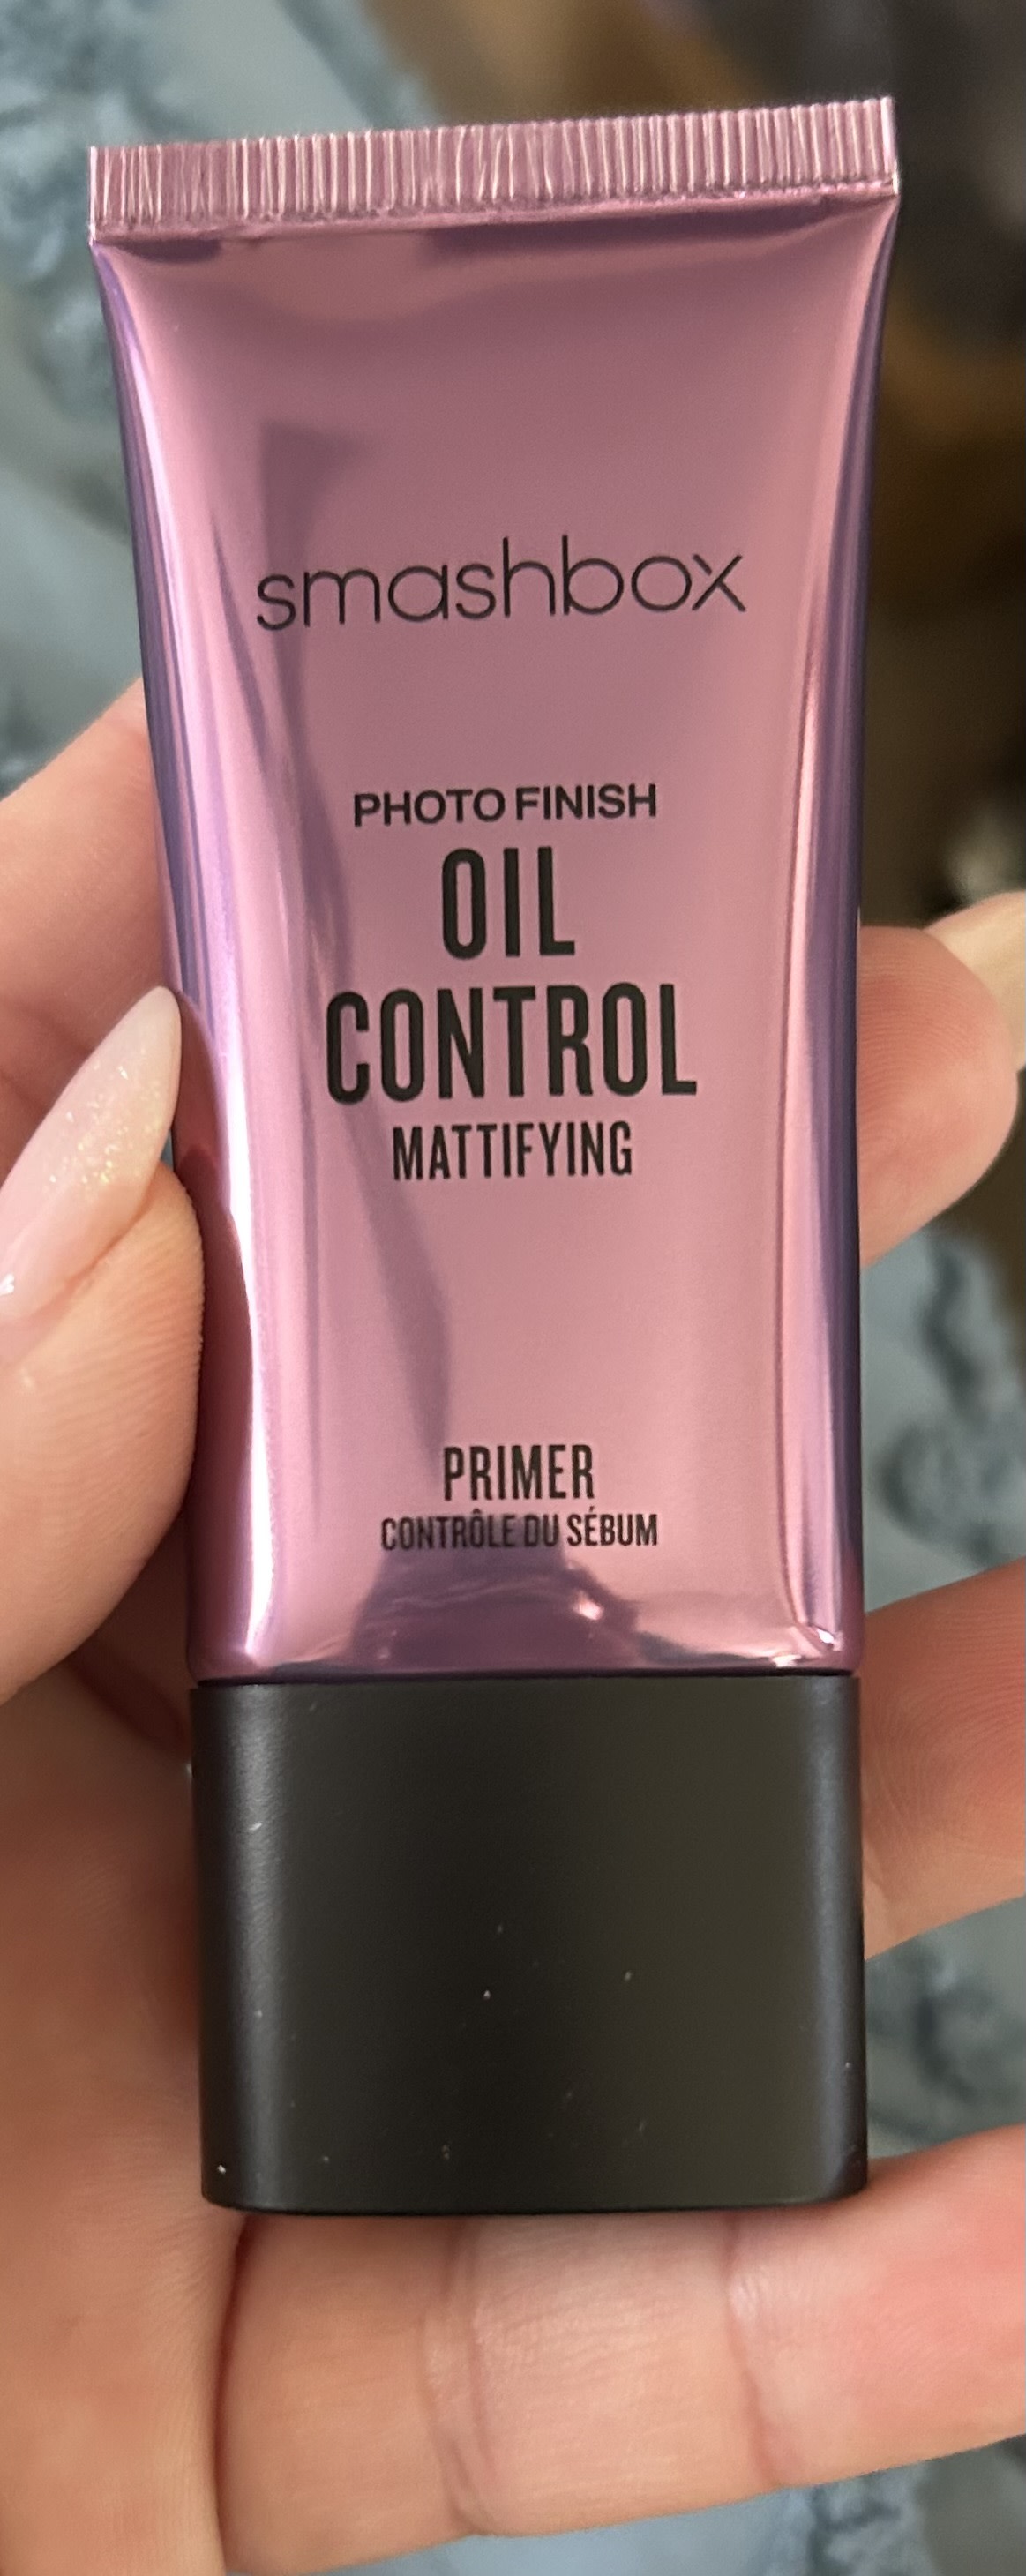 smashbox
PHOTO FINISH
OIL
CONTROL
MATTIFYING
PRIMER
CONTRÔLE DU SÉBUM